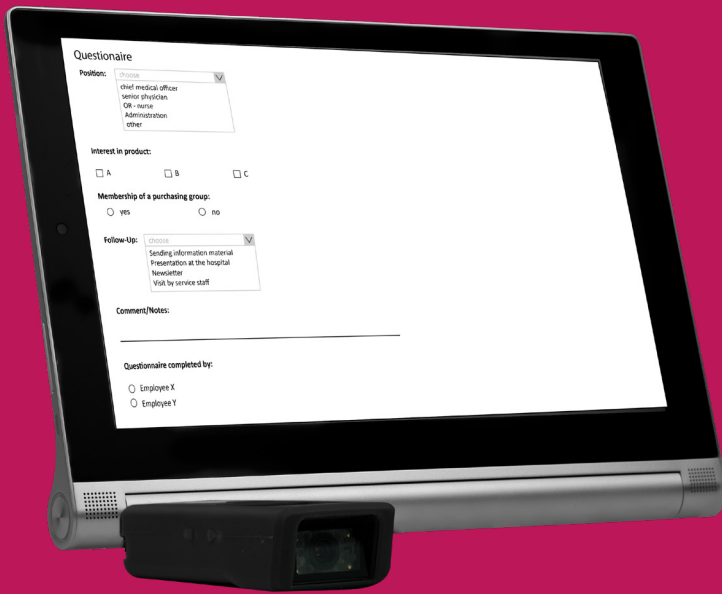 Questionaire
Position: choose
chief medical officer
senior physician
OR - nurse
Administration
other
Interest in product:
A B C
Membership of a purchasing group:
yes no
Follow-Up: choose
Sending information material
Presentation at the hospital
Newsletter
Visit by service staff
Comment/Notes:
Questionnaire completed by:
Employee X
Employee Y